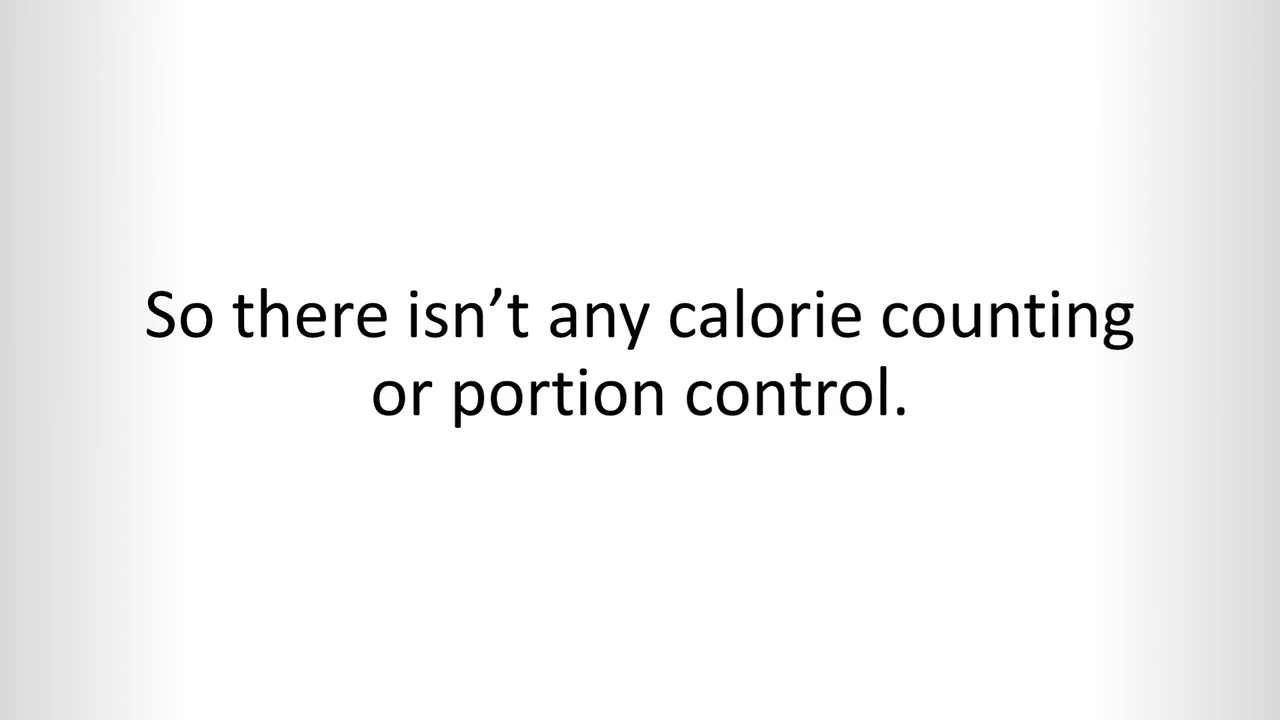 So there isn’t any calorie counting
or portion control.